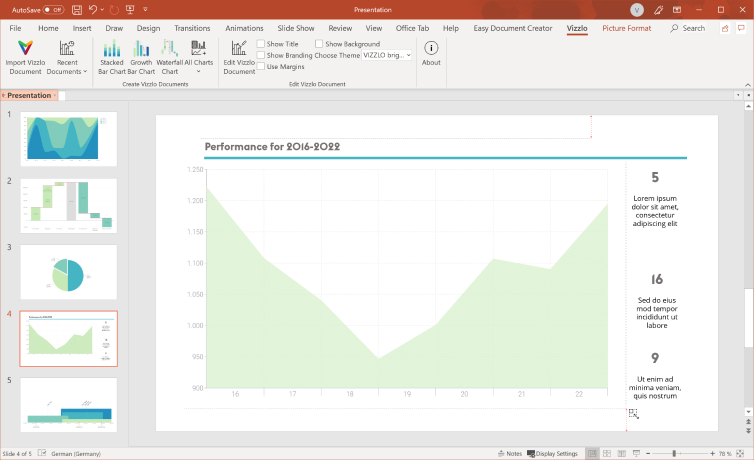 AutoSave Off Presentation V
File Home Insert Draw Design Transitions Animations Slide Show Review View Office Tab Help Easy Document Creator Vizzlo Picture Format Search
Import Vizzlo Document
Recent Documents
Stacked Bar Chart
Growth Bar Chart
Waterfall Chart
All Charts
Edit Vizzlo Document
Show Title Show Background
Show Branding Choose Theme VIZZLO brig...
Use Margins
About
Create Vizzlo Documents Edit Vizzlo Document
Presentation
1
2
3
4
5
Performance for 2016-2022
1.250
1.200
1.150
1.100
1.050
1.000
950
900
16 17 18 19 20 21 22
5
Lorem ipsum
dolor sit amet,
consectetur
adipiscing elit
16
Sed do eius
mod tempor
incididunt ut
labore
9
Ut enim ad
minima veniam,
quis nostrum
Slide 4 of 5 German (Germany) Notes Display Settings 78 %